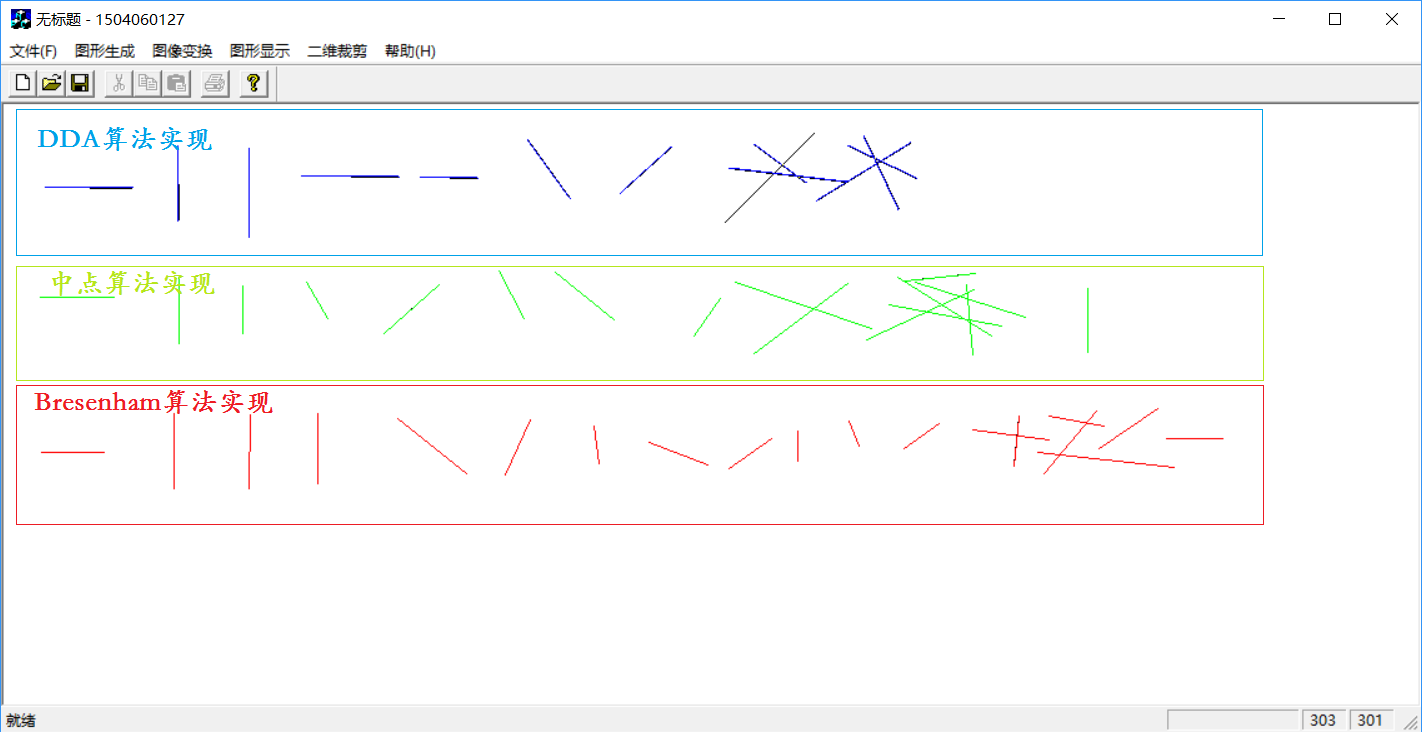 无标题 - 1504060127
文件(F) 图形生成 图像变换 图形显示 二维裁剪 帮助(H)
DDA算法实现
中点算法实现
Bresenham算法实现
就绪 303 301